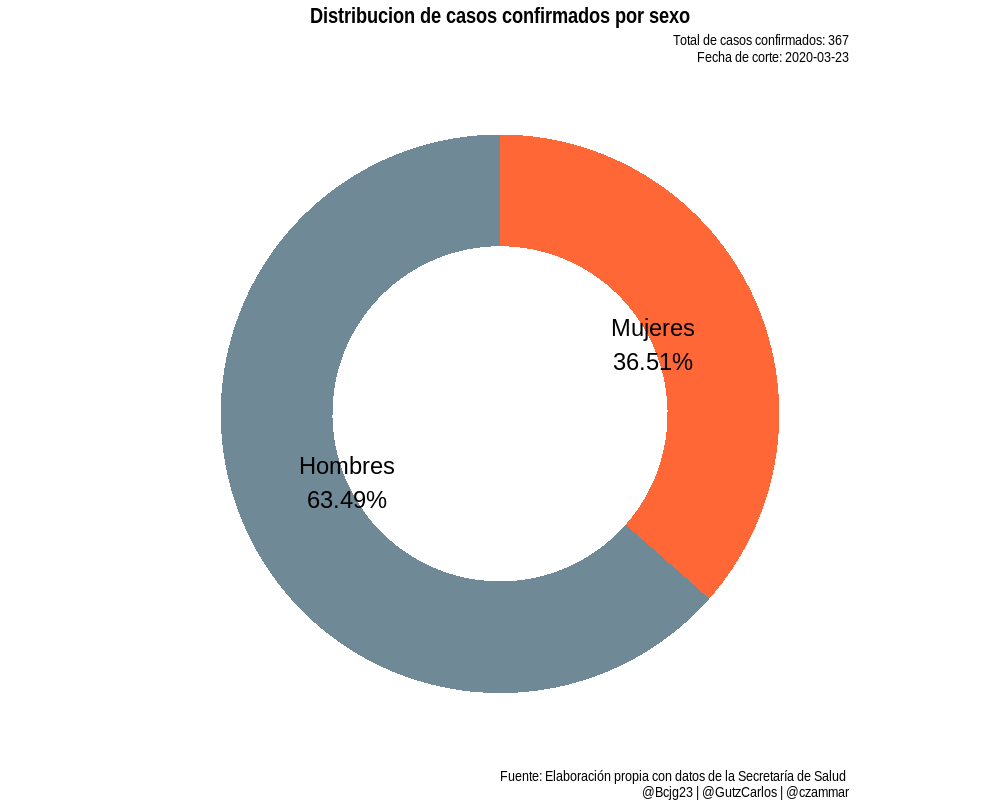 Distribucion de casos confirmados por sexo
Total de casos confirmados: 367
Fecha de corte: 2020-03-23
Mujeres
36.51%
Hombres
63.49%
Fuente: Elaboración propia con datos de la Secretaría de Salud
@Bcjg23 | @GutzCarlos | @czammar